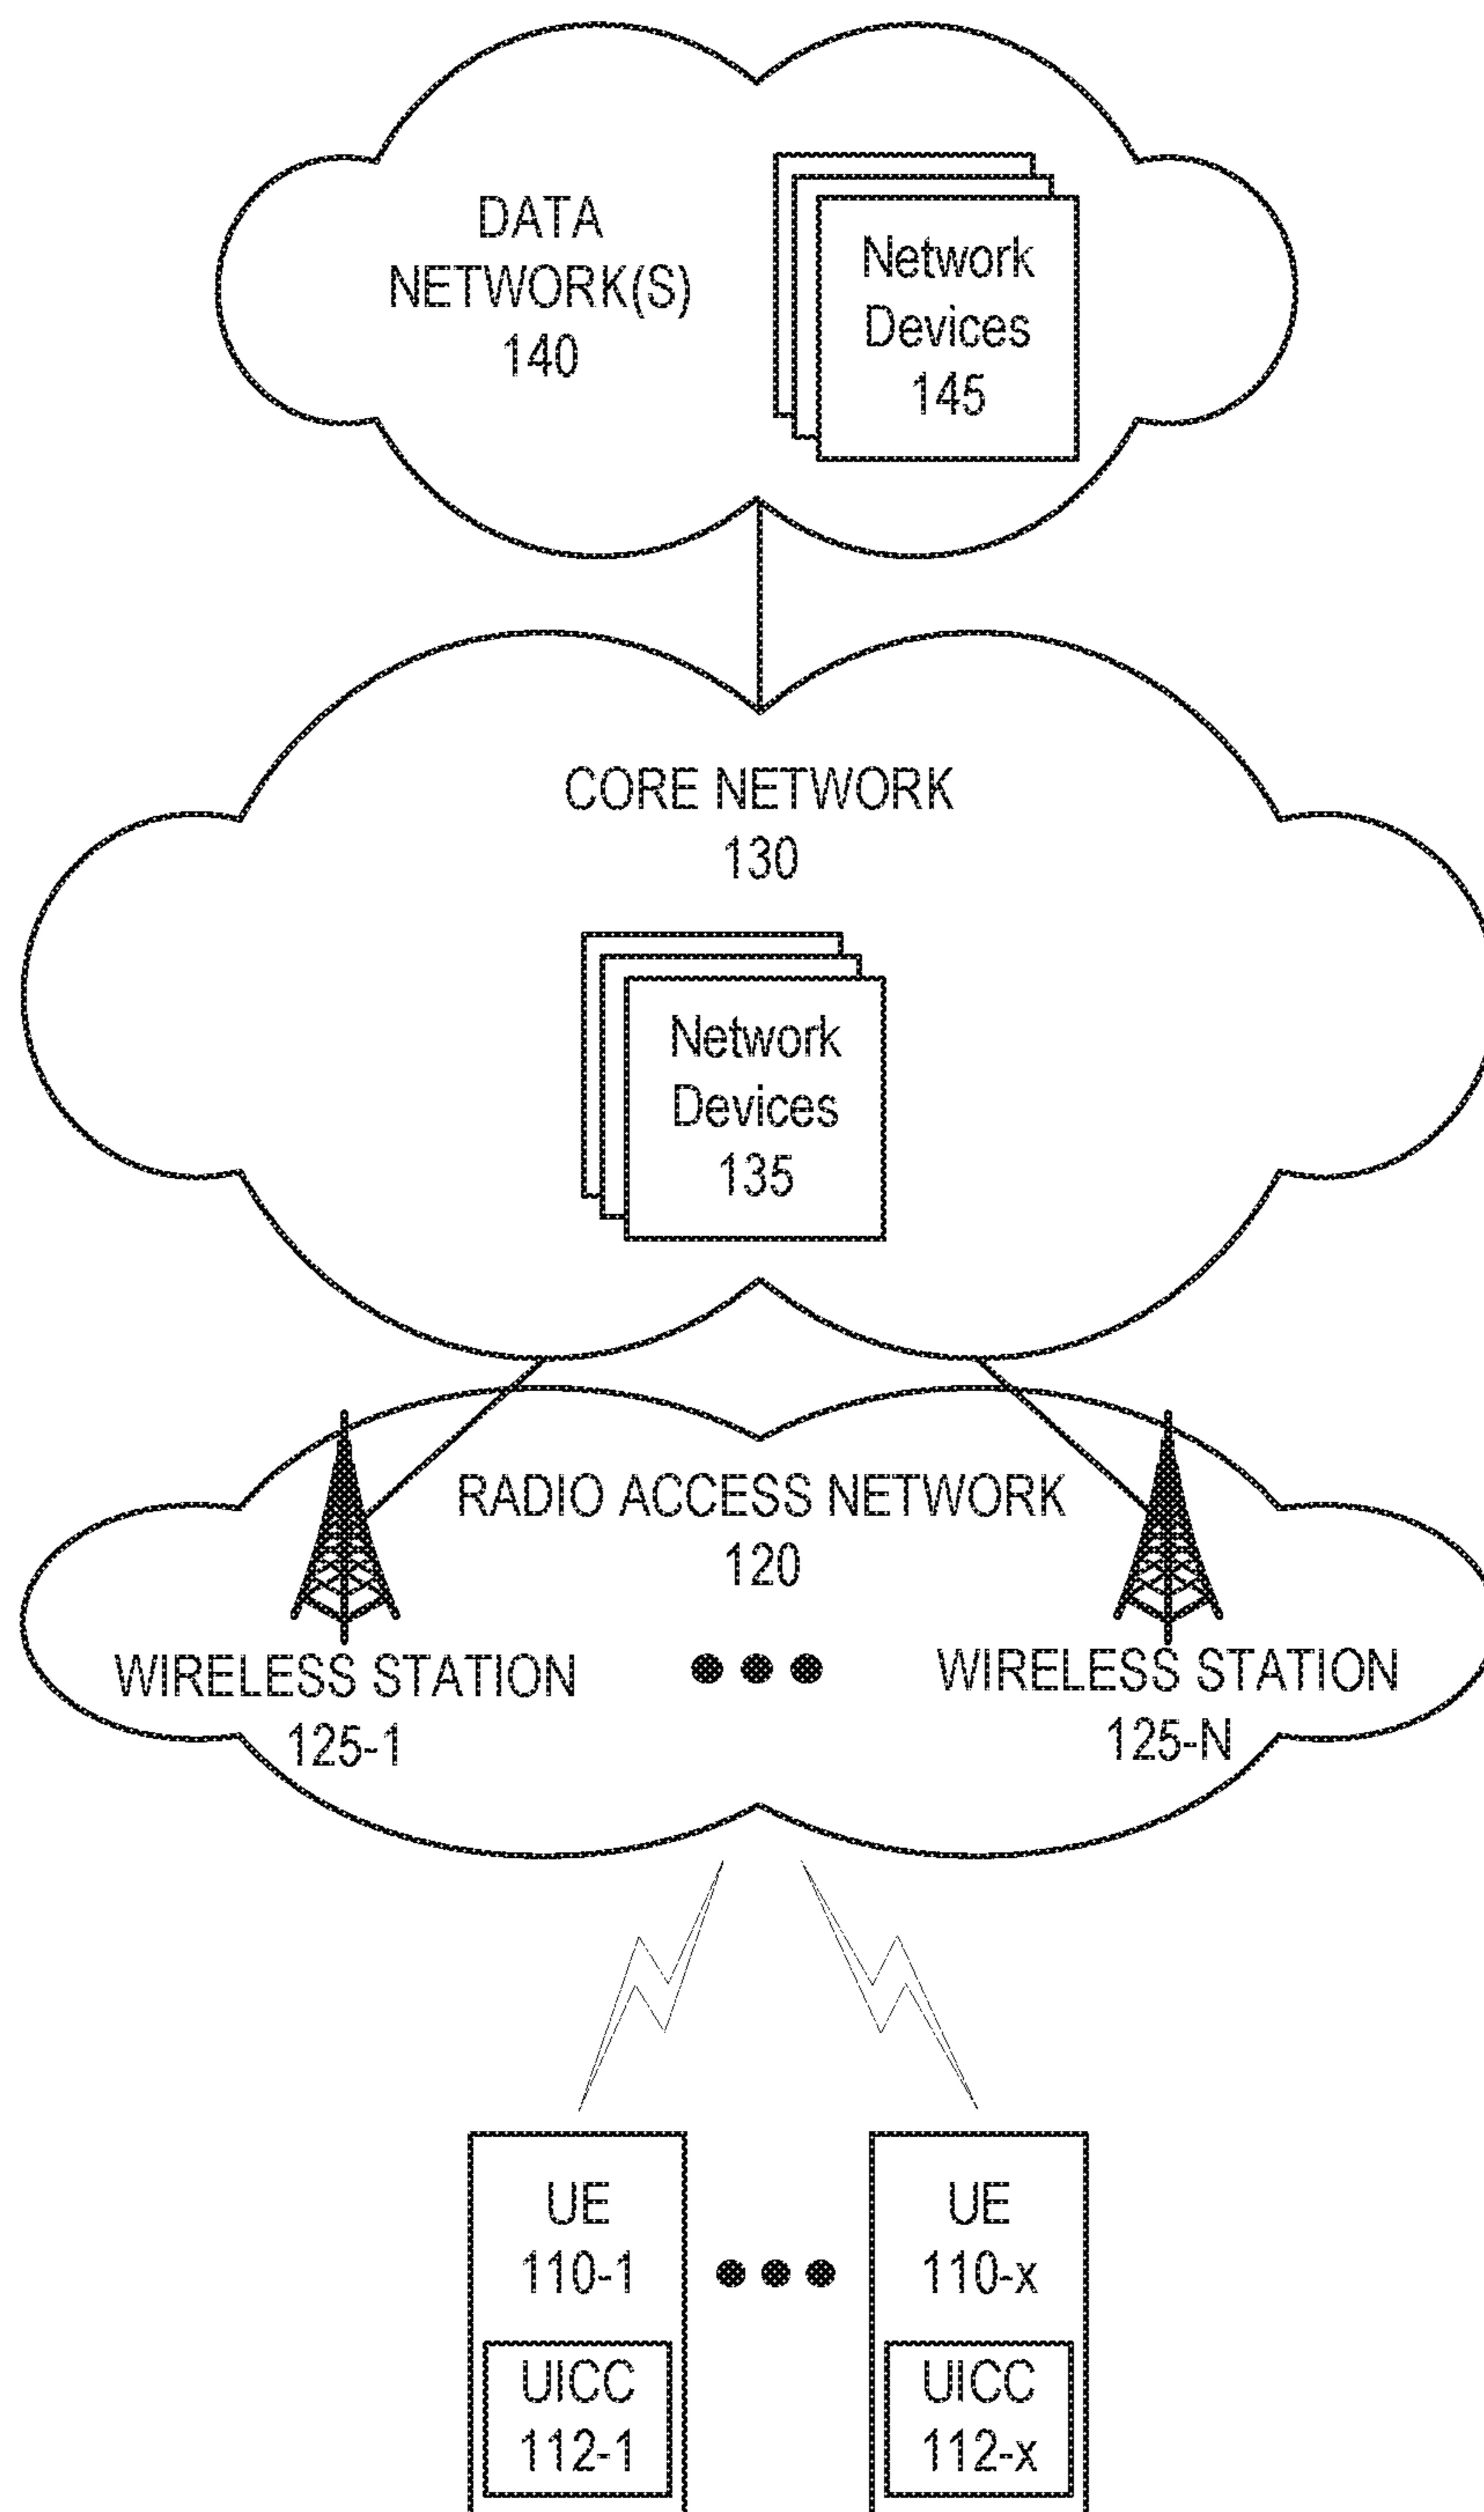 DATA
NETWORK(S)
140
Network
Devices
145
CORE NETWORK
130
Network
Devices
135
RADIO ACCESS NETWORK
120
WIRELESS STATION
125-1
WIRELESS STATION
125-N
UE
110-1
UICC
112-1
UE
110-x
UICC
112-x